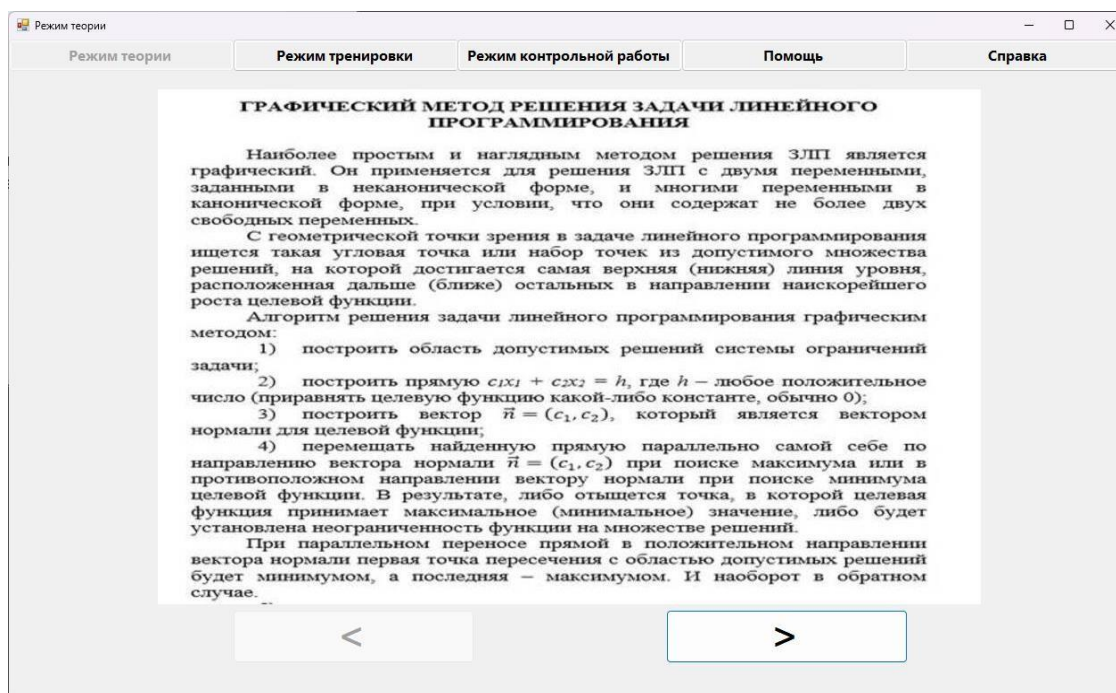 Режим теории
Режим теории Режим тренировки Режим контрольной работы Помощь Справка
ГРАФИЧЕСКИЙ МЕТОД РЕШЕНИЯ ЗАДАЧИ ЛИНЕЙНОГО
ПРОГРАММИРОВАНИЯ
Наиболее простым и наглядным методом решения ЗЛП является
графический. Он применяется для решения ЗЛП с двумя переменными,
заданными в неканонической форме, и многими переменными в
канонической форме, при условии, что они содержат не более двух
свободных переменных.
С геометрической точки зрения в задаче линейного программирования
ищется такая угловая точка или набор точек из допустимого множества
решений, на которой достигается самая верхняя (нижняя) линия уровня,
расположенная дальше (ближе) остальных в направлении наискорейшего
роста целевой функции.
Алгоритм решения задачи линейного программирования графическим
методом:
1) построить область допустимых решений системы ограничений
задачи;
2) построить прямую c₁x₁ + c₂x₂ = h, где h – любое положительное
число (приравнять целевую функцию какой-либо константе, обычно 0);
3) построить вектор n⃗ = (c₁, c₂), который является вектором
нормали для целевой функции;
4) перемещать найденную прямую параллельно самой себе по
направлению вектора нормали n⃗ = (c₁, c₂) при поиске максимума или в
противоположном направлении вектору нормали при поиске минимума
целевой функции. В результате, либо отыщется точка, в которой целевая
функция принимает максимальное (минимальное) значение, либо будет
установлена неограниченность функции на множестве решений.
При параллельном переносе прямой в положительном направлении
вектора нормали первая точка пересечения с областью допустимых решений
будет минимумом, а последняя – максимумом. И наоборот в обратном
случае.
< >